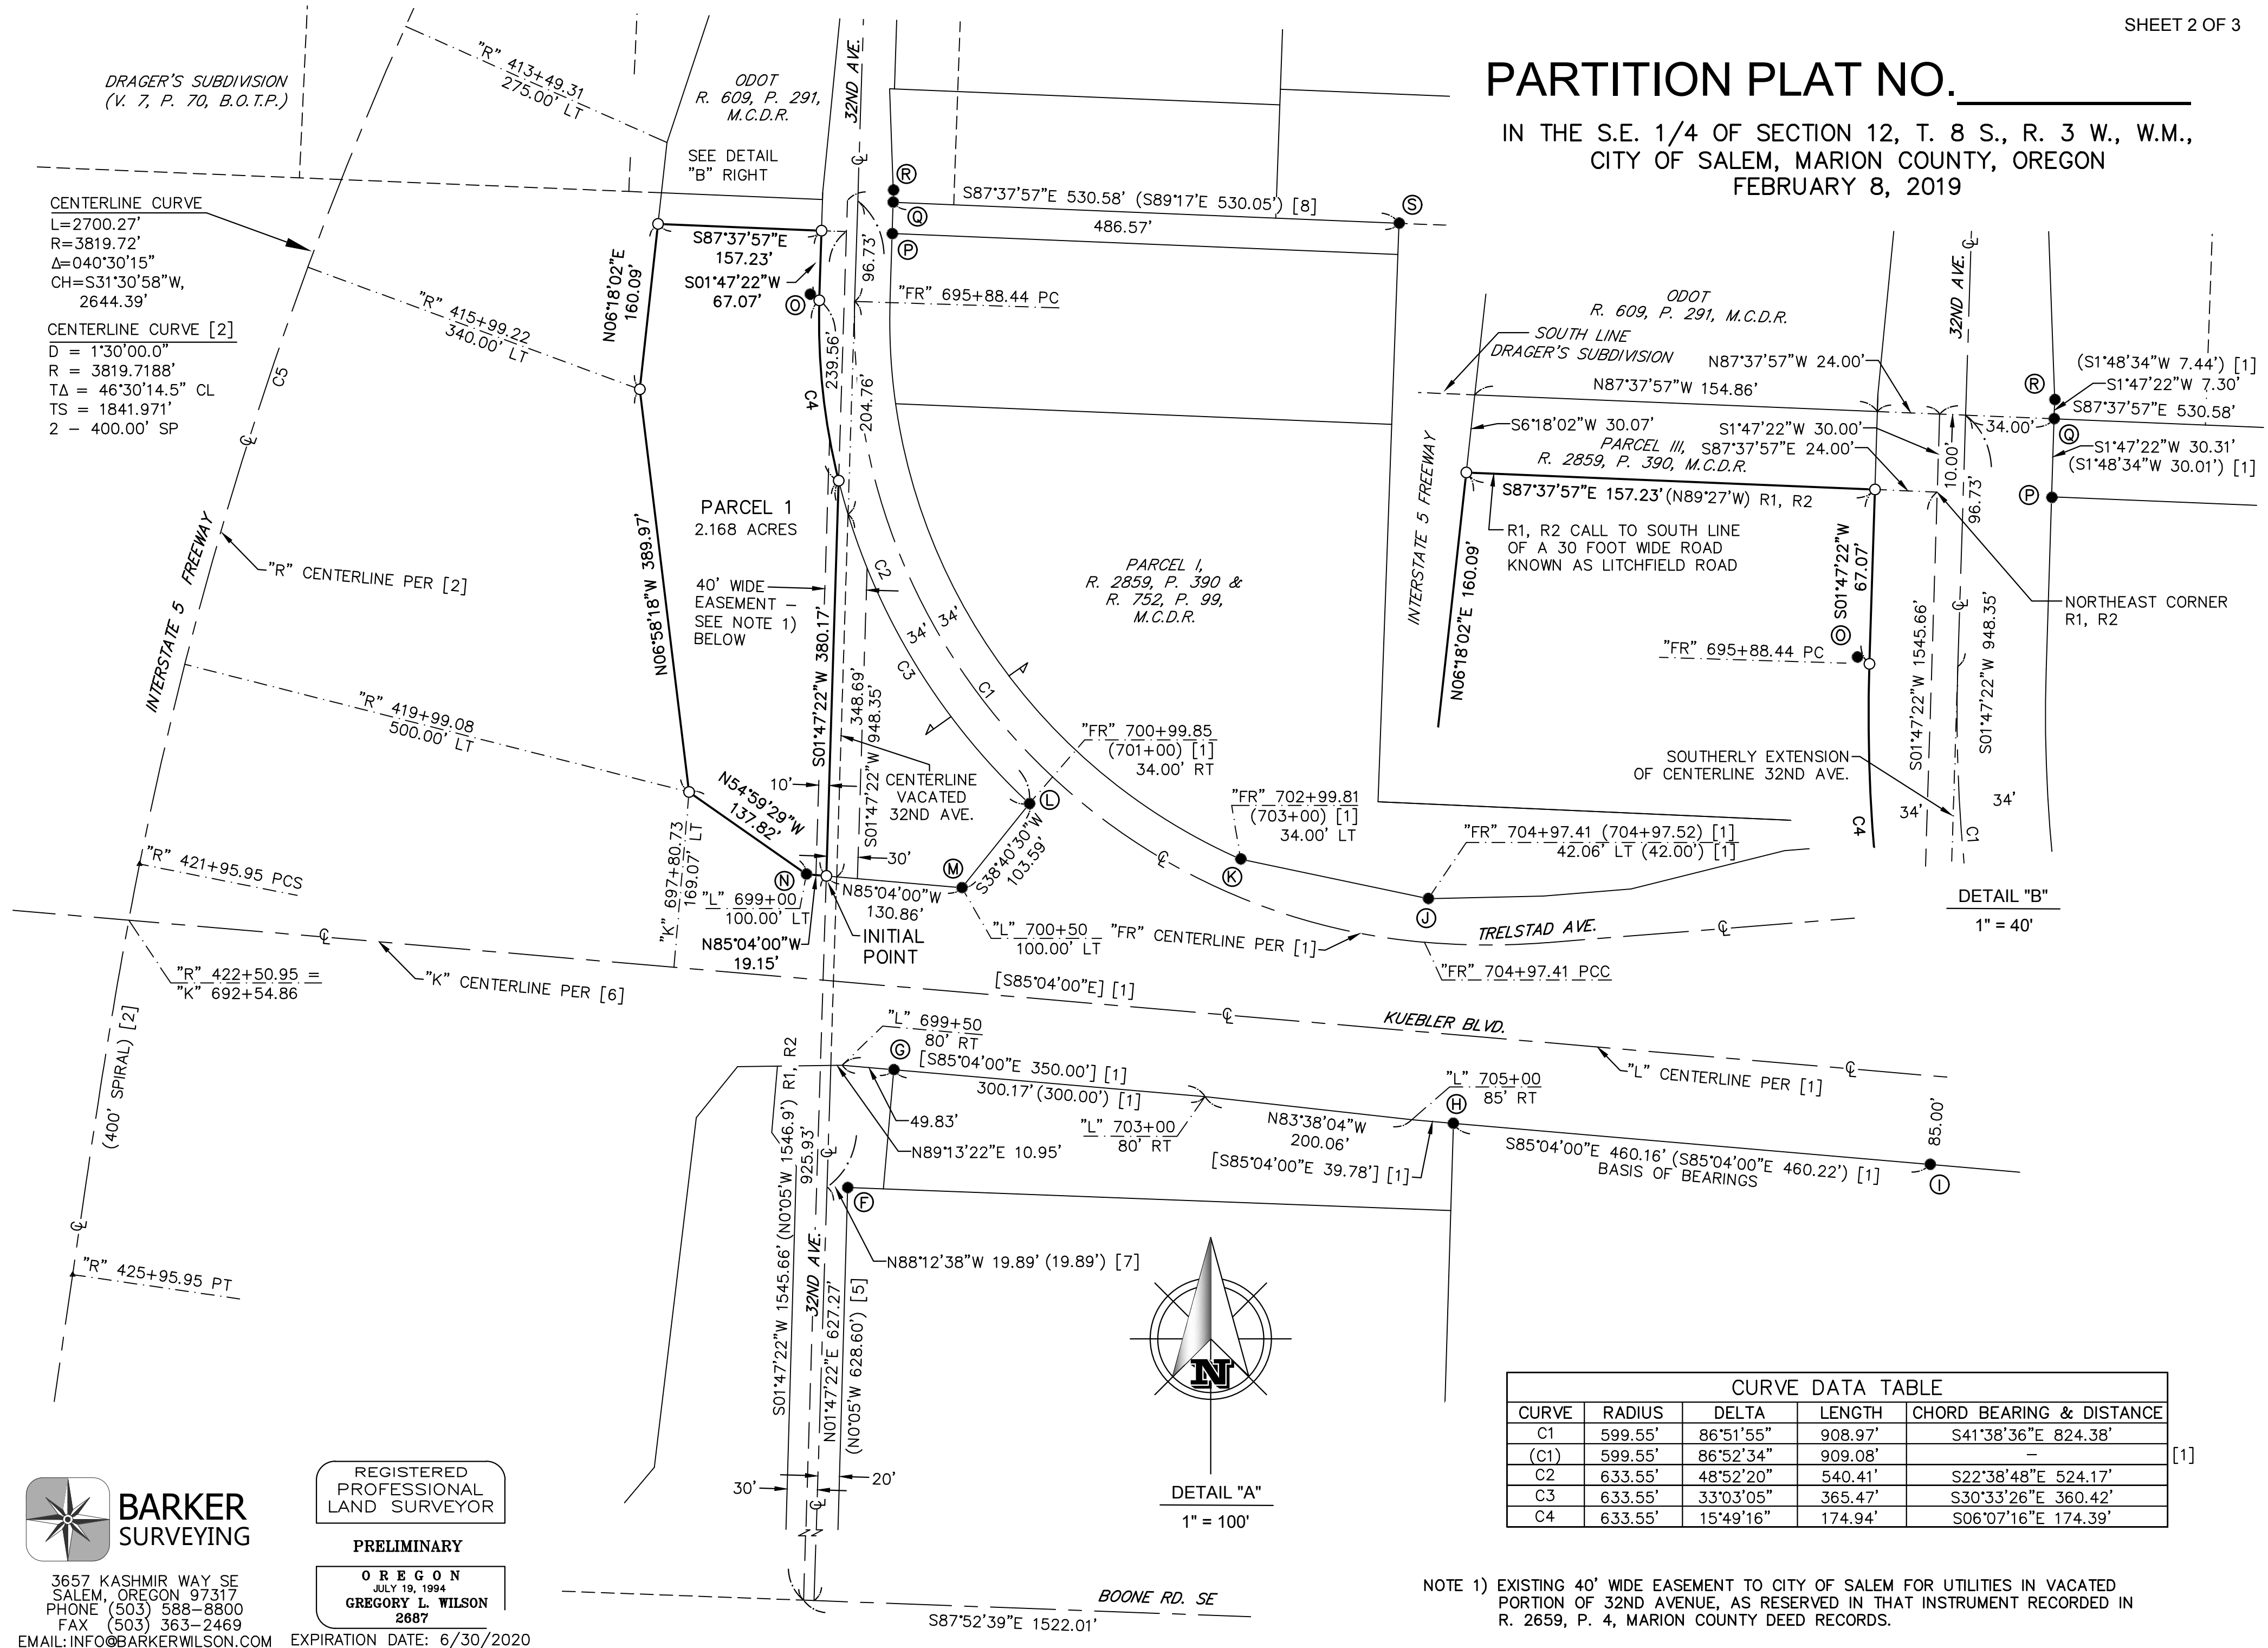 SHEET 2 OF 3
PARTITION PLAT NO.
IN THE S.E. 1/4 OF SECTION 12, T. 8 S., R. 3 W., W.M.,
CITY OF SALEM, MARION COUNTY, OREGON
FEBRUARY 8, 2019
DRAGER'S SUBDIVISION
(V. 7, P. 70, B.O.T.P.)
"R" 413+49.31
275.00' LT
ODOT
R. 609, P. 291,
M.C.D.R.
SEE DETAIL
"B" RIGHT
32ND AVE.
CENTERLINE CURVE
L=2700.27'
R=3819.72'
Δ=040°30'15"
CH=S31°30'58"W,
2644.39'
CENTERLINE CURVE [2]
D = 1°30'00.0"
R = 3819.7188'
TΔ = 46°30'14.5" CL
TS = 1841.971'
2 - 400.00' SP
C5
"R" 415+99.22
340.00' LT
N06°18'02"E
160.09'
S87°37'57"E
157.23'
S01°47'22"W
67.07'
O
R
Q
P
S
S87°37'57"E 530.58' (S89°17'E 530.05') [8]
486.57'
96.73'
"FR" 695+88.44 PC
239.56'
204.76'
C4
PARCEL 1
2.168 ACRES
40' WIDE
EASEMENT -
SEE NOTE 1)
BELOW
N06°58'18"W 389.97'
S01°47'22"W 380.17'
348.69'
S01°47'22"W 948.35'
C2
34'
34'
C3
C1
PARCEL I,
R. 2859, P. 390 &
R. 752, P. 99,
M.C.D.R.
INTERSTATE 5 FREEWAY
"R" CENTERLINE PER [2]
"R" 419+99.08
500.00' LT
N54°59'29"W
137.82'
10'
CENTERLINE
VACATED
32ND AVE.
30'
"FR" 700+99.85
(701+00) [1]
34.00' RT
L
S38°40'30"W
103.59'
M
N
N85°04'00"W
130.86'
"K" 697+80.73
169.07' LT
"L" 699+00
100.00' LT
N85°04'00"W
19.15'
INITIAL
POINT
"L" 700+50
100.00' LT
"FR" CENTERLINE PER [1]
"FR" 702+99.81
(703+00) [1]
34.00' LT
K
"FR" 704+97.41 (704+97.52) [1]
42.06' LT (42.00') [1]
J
TRELSTAD AVE.
"FR" 704+97.41 PCC
"R" 421+95.95 PCS
"R" 422+50.95 =
"K" 692+54.86
"K" CENTERLINE PER [6]
[S85°04'00"E] [1]
KUEBLER BLVD.
"L" CENTERLINE PER [1]
(400' SPIRAL) [2]
"R" 425+95.95 PT
"L" 699+50
80' RT
G
[S85°04'00"E 350.00'] [1]
300.17' (300.00') [1]
49.83'
N89°13'22"E 10.95'
"L" 703+00
80' RT
N83°38'04"W
200.06'
"L" 705+00
85' RT
H
[S85°04'00"E 39.78'] [1]
S85°04'00"E 460.16' (S85°04'00"E 460.22') [1]
BASIS OF BEARINGS
85.00'
I
F
N88°12'38"W 19.89' (19.89') [7]
S01°47'22"W 1545.66' (N0°05'W 1546.9') R1, R2
925.93'
32ND AVE.
N01°47'22"E 627.27'
(N0°05'W 628.60') [5]
30'
20'
BOONE RD. SE
S87°52'39"E 1522.01'
N
DETAIL "A"
1" = 100'
ODOT
R. 609, P. 291, M.C.D.R.
SOUTH LINE
DRAGER'S SUBDIVISION
N87°37'57"W 24.00'
N87°37'57"W 154.86'
32ND AVE.
(S1°48'34"W 7.44') [1]
S1°47'22"W 7.30'
R
S87°37'57"E 530.58'
34.00'
Q
S1°47'22"W 30.31'
(S1°48'34"W 30.01') [1]
P
S6°18'02"W 30.07'
S1°47'22"W 30.00'
PARCEL III,
R. 2859, P. 390, M.C.D.R.
S87°37'57"E 24.00'
10.00'
96.73'
S87°37'57"E 157.23' (N89°27'W) R1, R2
INTERSTATE 5 FREEWAY
N06°18'02"E 160.09'
R1, R2 CALL TO SOUTH LINE
OF A 30 FOOT WIDE ROAD
KNOWN AS LITCHFIELD ROAD
S01°47'22"W
67.07'
O
"FR" 695+88.44 PC
NORTHEAST CORNER
R1, R2
S01°47'22"W 1545.66'
S01°47'22"W 948.35'
SOUTHERLY EXTENSION
OF CENTERLINE 32ND AVE.
34'
34'
C4
C1
DETAIL "B"
1" = 40'
CURVE DATA TABLE
CURVE RADIUS DELTA LENGTH CHORD BEARING & DISTANCE
C1 599.55' 86°51'55" 908.97' S41°38'36"E 824.38'
(C1) 599.55' 86°52'34" 909.08' - [1]
C2 633.55' 48°52'20" 540.41' S22°38'48"E 524.17'
C3 633.55' 33°03'05" 365.47' S30°33'26"E 360.42'
C4 633.55' 15°49'16" 174.94' S06°07'16"E 174.39'
NOTE 1) EXISTING 40' WIDE EASEMENT TO CITY OF SALEM FOR UTILITIES IN VACATED
PORTION OF 32ND AVENUE, AS RESERVED IN THAT INSTRUMENT RECORDED IN
R. 2659, P. 4, MARION COUNTY DEED RECORDS.
BARKER
SURVEYING
3657 KASHMIR WAY SE
SALEM, OREGON 97317
PHONE (503) 588-8800
FAX (503) 363-2469
EMAIL: INFO@BARKERWILSON.COM
REGISTERED
PROFESSIONAL
LAND SURVEYOR
PRELIMINARY
OREGON
JULY 19, 1994
GREGORY L. WILSON
2687
EXPIRATION DATE: 6/30/2020